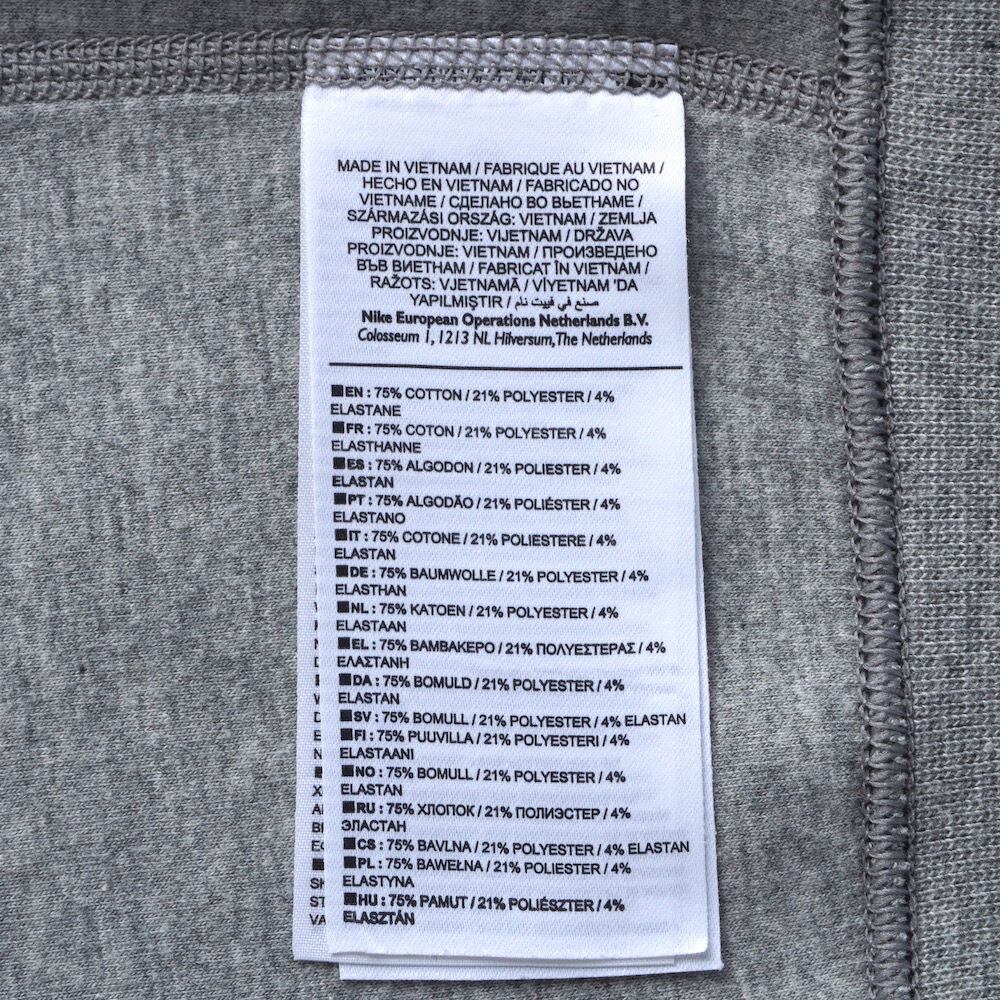 MADE IN VIETNAM / FABRIQUE AU VIETNAM /
HECHO EN VIETNAM / FABRICADO NO
VIETNAME / СДЕЛАНО ВО ВЬЕТНАМЕ /
SZÁRMAZÁSI ORSZÁG: VIETNAM / ZEMLJA
PROIZVODNJE: VIJETNAM / DRŽAVA
PROIZVODNJE: VIETNAM / ПРОИЗВЕДЕНО
ВЪВ ВИЕТНАМ / FABRICAT ÎN VIETNAM /
RAŽOTS: VJETNAMĀ / VİYETNAM 'DA
YAPILMIŞTIR / صنع في فييت نام
Nike European Operations Netherlands B.V.
Colosseum 1, 1213 NL Hilversum,The Netherlands
EN : 75% COTTON / 21% POLYESTER / 4%
ELASTANE
FR : 75% COTON / 21% POLYESTER / 4%
ELASTHANNE
ES : 75% ALGODON / 21% POLIESTER / 4%
ELASTAN
PT : 75% ALGODÃO / 21% POLIÉSTER / 4%
ELASTANO
IT : 75% COTONE / 21% POLIESTERE / 4%
ELASTAN
DE : 75% BAUMWOLLE / 21% POLYESTER / 4%
ELASTHAN
NL : 75% KATOEN / 21% POLYESTER / 4%
ELASTAAN
EL : 75% ΒΑΜΒΑΚΕΡΟ / 21% ΠΟΛΥΕΣΤΕΡΑΣ / 4%
ΕΛΑΣΤΑΝΗ
DA : 75% BOMULD / 21% POLYESTER / 4%
ELASTAN
SV : 75% BOMULL / 21% POLYESTER / 4% ELASTAN
FI : 75% PUUVILLA / 21% POLYESTERI / 4%
ELASTAANI
NO : 75% BOMULL / 21% POLYESTER / 4%
ELASTAN
RU : 75% ХЛОПОК / 21% ПОЛИЭСТЕР / 4%
ЭЛАСТАН
CS : 75% BAVLNA / 21% POLYESTER / 4% ELASTAN
PL : 75% BAWEŁNA / 21% POLIESTER / 4%
ELASTYNA
HU : 75% PAMUT / 21% POLIÉSZTER / 4%
ELASZTÁN